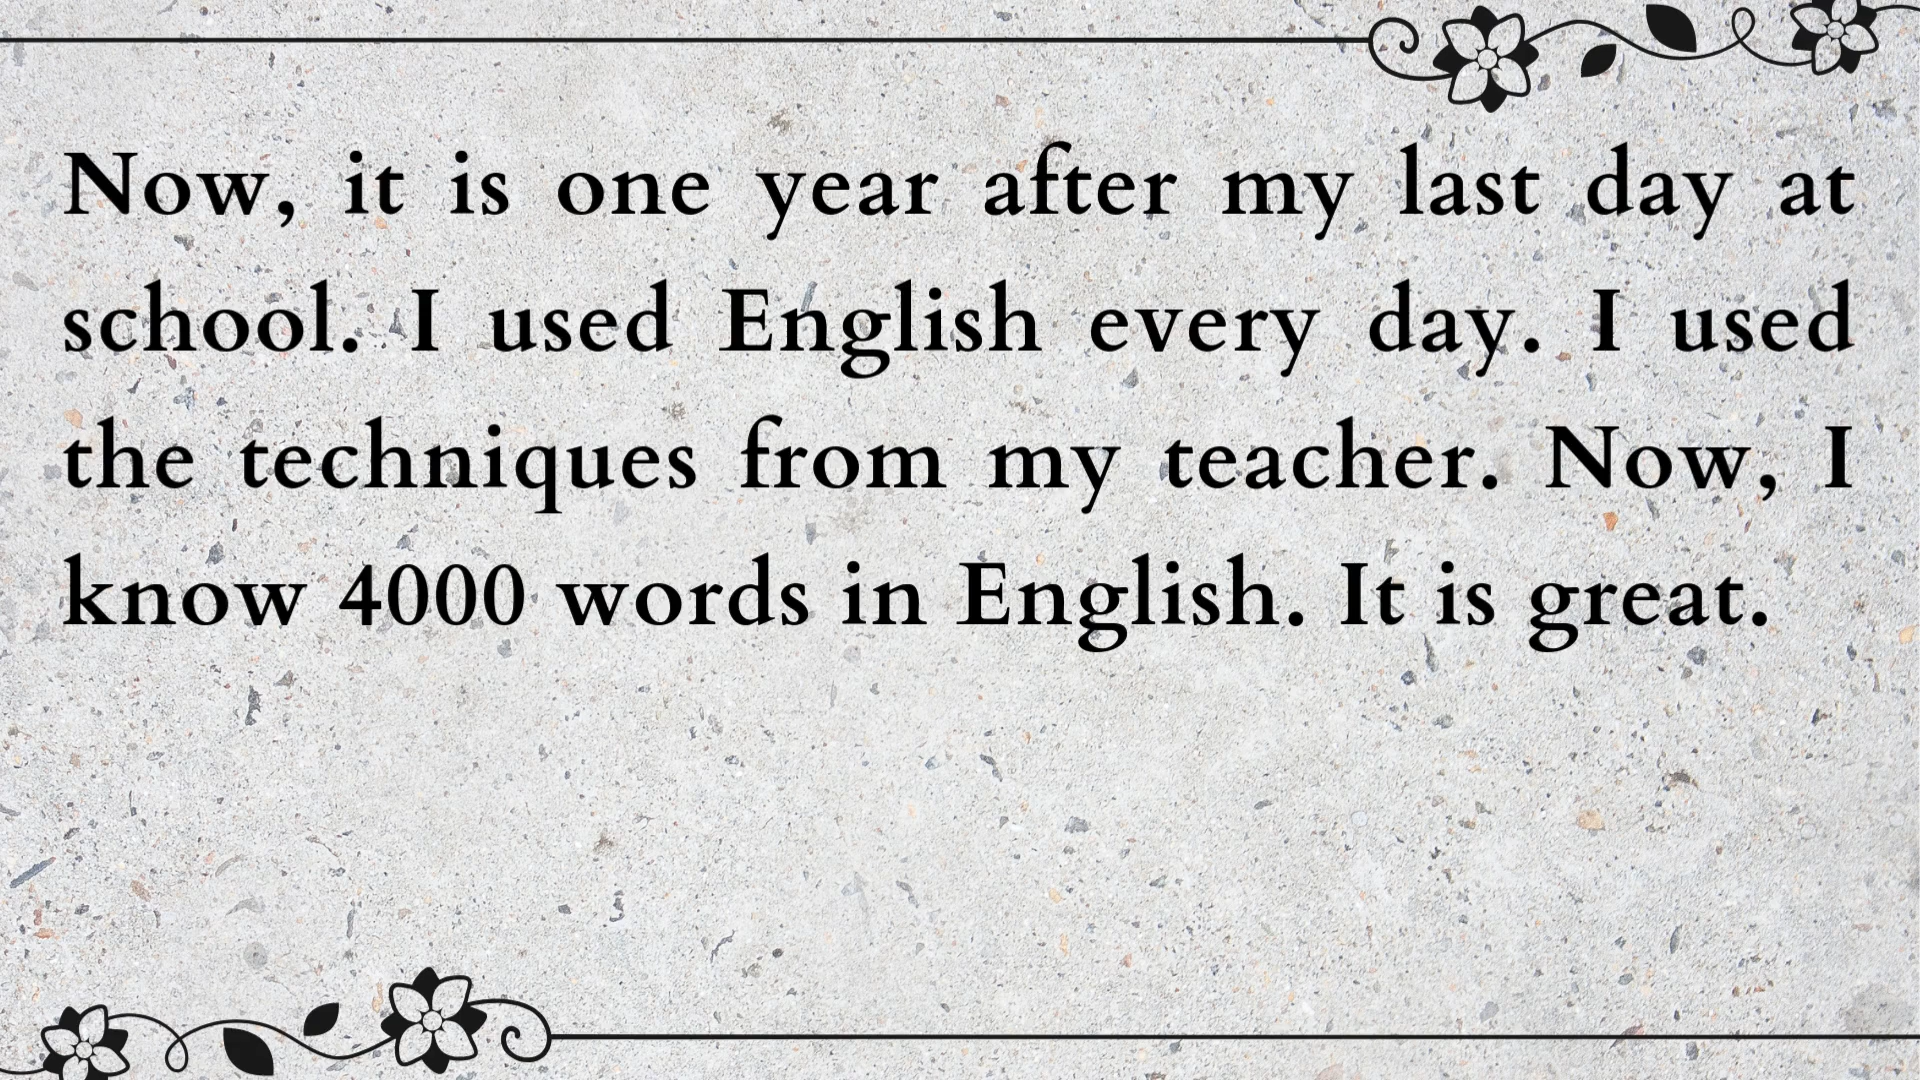 Now, it is one year after my last day at
school. I used English every day. I used
the techniques from my teacher. Now, I
know 4000 words in English. It is great.